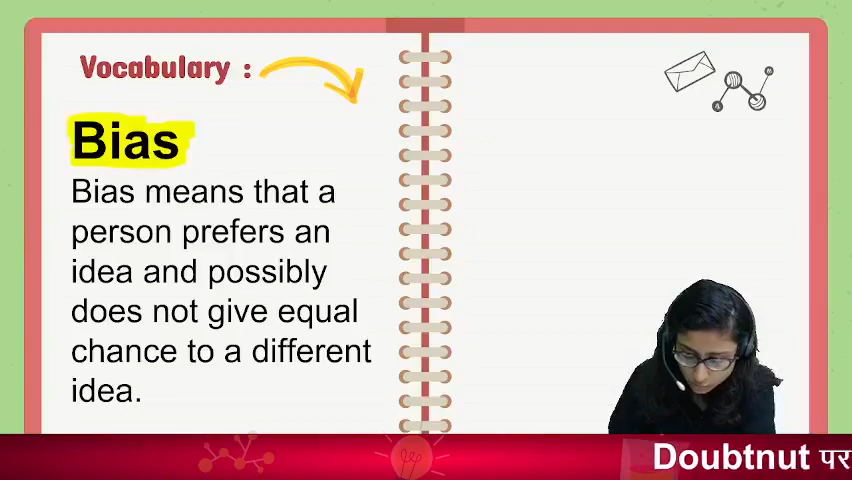 Vocabulary :
Bias
Bias means that a
person prefers an
idea and possibly
does not give equal
chance to a different
idea.
Doubtnut पर